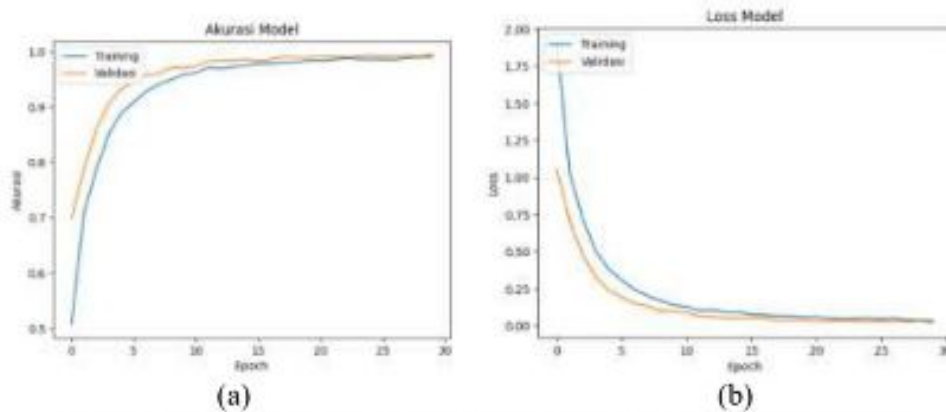 Akurasi Model
Training
Validasi
1.0
0.9
0.8
0.7
0.6
0.5
Akurasi
0
5
10
15
20
25
30
Epoch
(a)
Loss Model
Training
Validasi
2.00
1.75
1.50
1.25
1.00
0.75
0.50
0.25
0.00
Loss
0
5
10
15
20
25
30
Epoch
(b)